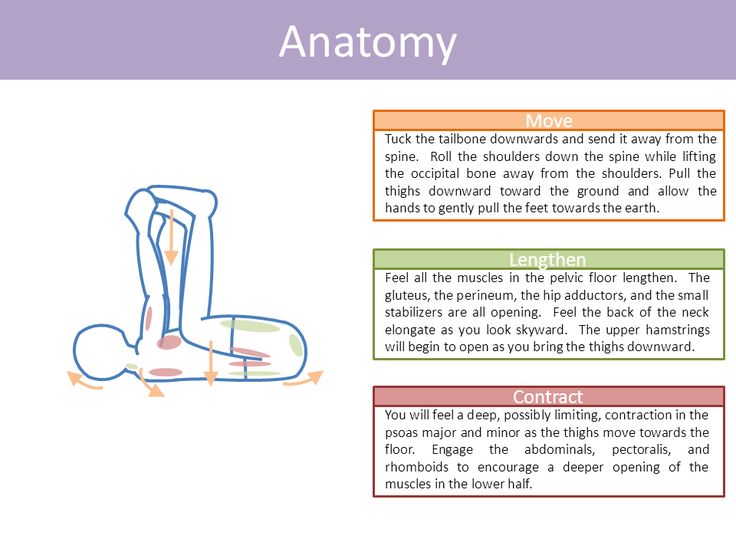 Anatomy
Move
Tuck the tailbone downwards and send it away from the
spine. Roll the shoulders down the spine while lifting
the occipital bone away from the shoulders. Pull the
thighs downward toward the ground and allow the
hands to gently pull the feet towards the earth.
Lengthen
Feel all the muscles in the pelvic floor lengthen. The
gluteus, the perineum, the hip adductors, and the small
stabilizers are all opening. Feel the back of the neck
elongate as you look skyward. The upper hamstrings
will begin to open as you bring the thighs downward.
Contract
You will feel a deep, possibly limiting, contraction in the
psoas major and minor as the thighs move towards the
floor. Engage the abdominals, pectoralis, and
rhomboids to encourage a deeper opening of the
muscles in the lower half.